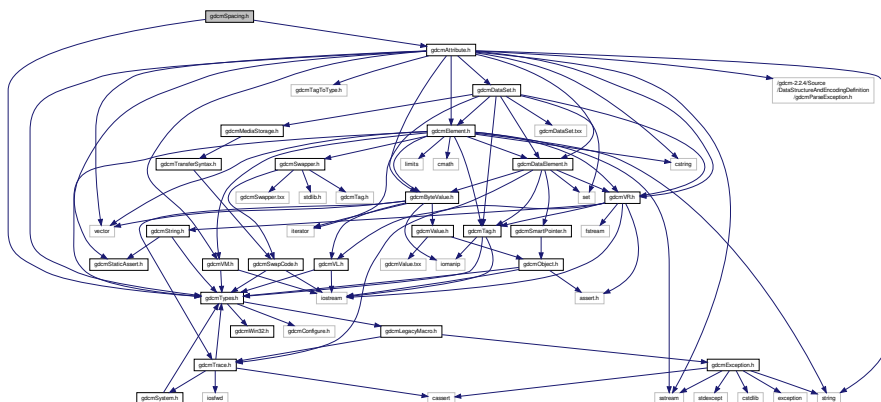 gdcmSpacing.h
gdcmAttribute.h
gdcmTagToType.h
gdcmDataSet.h
/gdcm-2.2.4/Source
/DataStructureAndEncodingDefinition
/gdcmParseException.h
gdcmMediaStorage.h
gdcmElement.h
gdcmDataSet.txx
gdcmTransferSyntax.h
gdcmSwapper.h
limits
cmath
gdcmDataElement.h
cstring
gdcmSwapper.txx
stdlib.h
gdcmTag.h
gdcmByteValue.h
set
gdcmVR.h
vector
gdcmString.h
iterator
gdcmValue.h
gdcmTag.h
gdcmSmartPointer.h
fstream
gdcmStaticAssert.h
gdcmVM.h
gdcmSwapCode.h
gdcmVL.h
gdcmValue.txx
iomanip
gdcmObject.h
gdcmTypes.h
iostream
assert.h
gdcmWin32.h
gdcmConfigure.h
gdcmLegacyMacro.h
gdcmTrace.h
gdcmException.h
gdcmSystem.h
iosfwd
cassert
sstream
stdexcept
cstdlib
exception
string